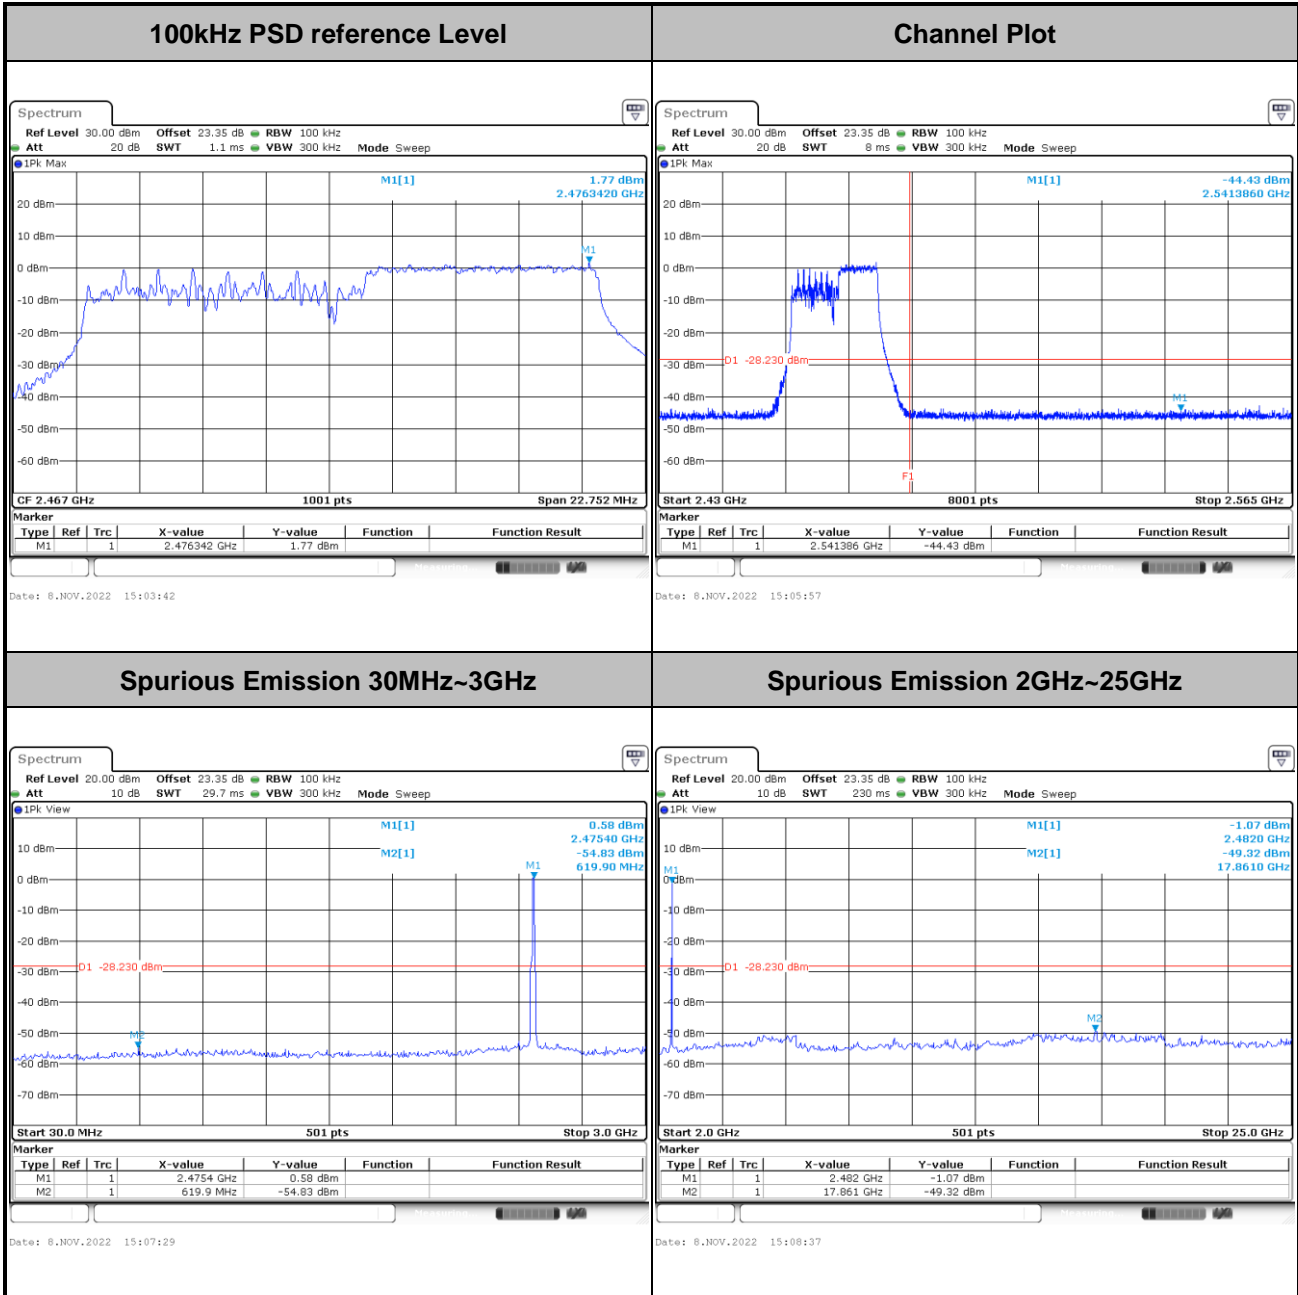 100kHz PSD reference Level
Spectrum
Ref Level 30.00 dBm Offset 23.35 dB RBW 100 kHz
Att 20 dB SWT 1.1 ms VBW 300 kHz Mode Sweep
1Pk Max
M1[1] 1.77 dBm
2.4763420 GHz
20 dBm
10 dBm
M1
0 dBm
-10 dBm
-20 dBm
-30 dBm
-40 dBm
-50 dBm
-60 dBm
CF 2.467 GHz 1001 pts Span 22.752 MHz
Marker
Type Ref Trc X-value Y-value Function Function Result
M1 1 2.476342 GHz 1.77 dBm
Measuring
Date: 8.NOV.2022 15:03:42
Channel Plot
Spectrum
Ref Level 30.00 dBm Offset 23.35 dB RBW 100 kHz
Att 20 dB SWT 8 ms VBW 300 kHz Mode Sweep
1Pk Max
M1[1] -44.43 dBm
2.5413860 GHz
20 dBm
10 dBm
0 dBm
-10 dBm
-20 dBm
D1 -28.230 dBm
-30 dBm
-40 dBm
M1
-50 dBm
-60 dBm
F1
Start 2.43 GHz 8001 pts Stop 2.565 GHz
Marker
Type Ref Trc X-value Y-value Function Function Result
M1 1 2.541386 GHz -44.43 dBm
Measuring
Date: 8.NOV.2022 15:05:57
Spurious Emission 30MHz~3GHz
Spectrum
Ref Level 20.00 dBm Offset 23.35 dB RBW 100 kHz
Att 10 dB SWT 29.7 ms VBW 300 kHz Mode Sweep
1Pk View
M1[1] 0.58 dBm
2.47540 GHz
M2[1] -54.83 dBm
619.90 MHz
10 dBm
M1
0 dBm
-10 dBm
-20 dBm
D1 -28.230 dBm
-30 dBm
-40 dBm
-50 dBm
M2
-60 dBm
-70 dBm
Start 30.0 MHz 501 pts Stop 3.0 GHz
Marker
Type Ref Trc X-value Y-value Function Function Result
M1 1 2.4754 GHz 0.58 dBm
M2 1 619.9 MHz -54.83 dBm
Measuring
Date: 8.NOV.2022 15:07:29
Spurious Emission 2GHz~25GHz
Spectrum
Ref Level 20.00 dBm Offset 23.35 dB RBW 100 kHz
Att 10 dB SWT 230 ms VBW 300 kHz Mode Sweep
1Pk View
M1[1] -1.07 dBm
2.4820 GHz
M2[1] -49.32 dBm
17.8610 GHz
10 dBm
M1
0 dBm
-10 dBm
-20 dBm
D1 -28.230 dBm
-30 dBm
-40 dBm
M2
-50 dBm
-60 dBm
-70 dBm
Start 2.0 GHz 501 pts Stop 25.0 GHz
Marker
Type Ref Trc X-value Y-value Function Function Result
M1 1 2.482 GHz -1.07 dBm
M2 1 17.861 GHz -49.32 dBm
Measuring
Date: 8.NOV.2022 15:08:37